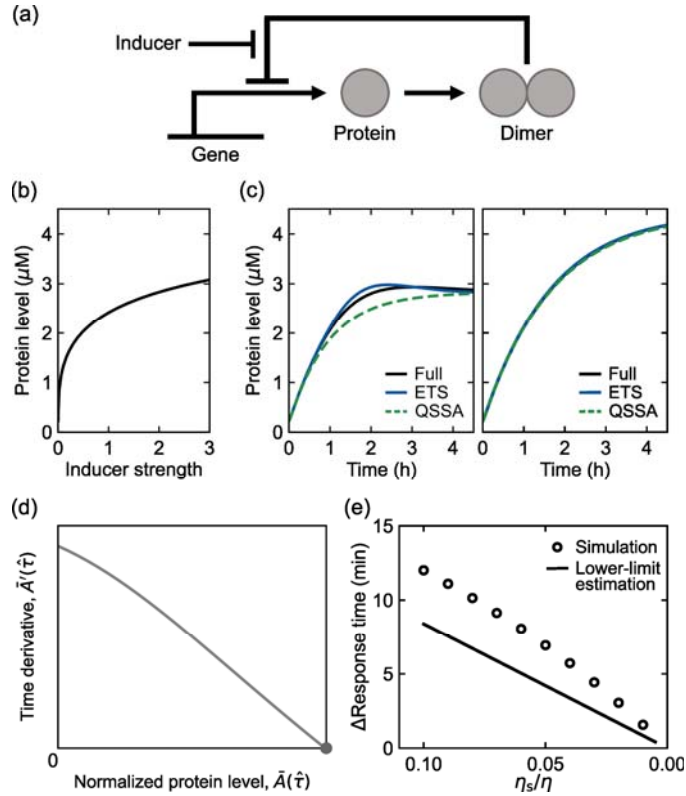 (a)
Inducer
Gene
Protein
Dimer
(b)
Protein level (μM)
4
3
2
1
0
0 1 2 3
Inducer strength
(c)
Protein level (μM)
4
3
2
1
0
Full
ETS
QSSA
0 1 2 3 4
Time (h)
Full
ETS
QSSA
0 1 2 3 4
Time (h)
(d)
Time derivative, Ā′(τ̂)
0
Normalized protein level, Ā(τ̂)
(e)
ΔResponse time (min)
15
10
5
0
Simulation
Lower-limit
estimation
0.10 0.05 0.00
ηs/η